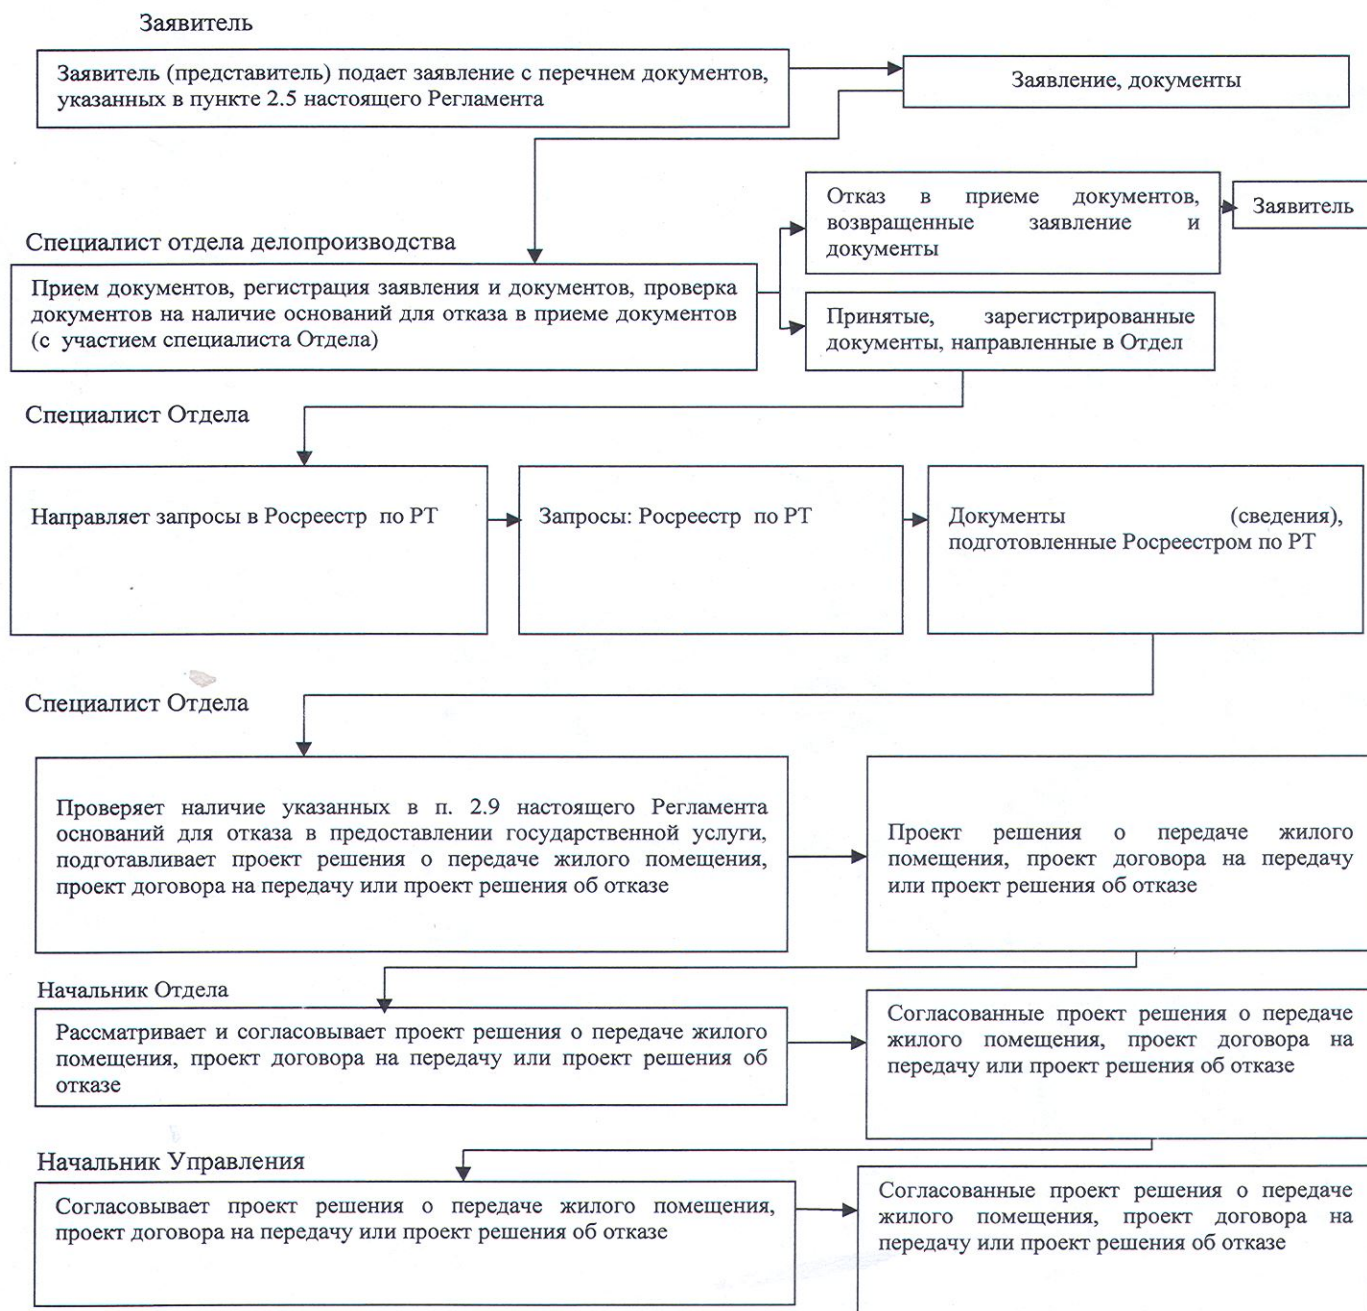 Заявитель
Заявитель (представитель) подает заявление с перечнем документов,
указанных в пункте 2.5 настоящего Регламента
Заявление, документы
Отказ в приеме документов,
возвращенные заявление и
документы
Заявитель
Специалист отдела делопроизводства
Прием документов, регистрация заявления и документов, проверка
документов на наличие оснований для отказа в приеме документов
(с участием специалиста Отдела)
Принятые, зарегистрированные
документы, направленные в Отдел
Специалист Отдела
Направляет запросы в Росреестр по РТ
Запросы: Росреестр по РТ
Документы (сведения),
подготовленные Росреестром по РТ
Специалист Отдела
Проверяет наличие указанных в п. 2.9 настоящего Регламента
оснований для отказа в предоставлении государственной услуги,
подготавливает проект решения о передаче жилого помещения,
проект договора на передачу или проект решения об отказе
Проект решения о передаче жилого
помещения, проект договора на передачу
или проект решения об отказе
Начальник Отдела
Рассматривает и согласовывает проект решения о передаче жилого
помещения, проект договора на передачу или проект решения об
отказе
Согласованные проект решения о передаче
жилого помещения, проект договора на
передачу или проект решения об отказе
Начальник Управления
Согласовывает проект решения о передаче жилого помещения,
проект договора на передачу или проект решения об отказе
Согласованные проект решения о передаче
жилого помещения, проект договора на
передачу или проект решения об отказе